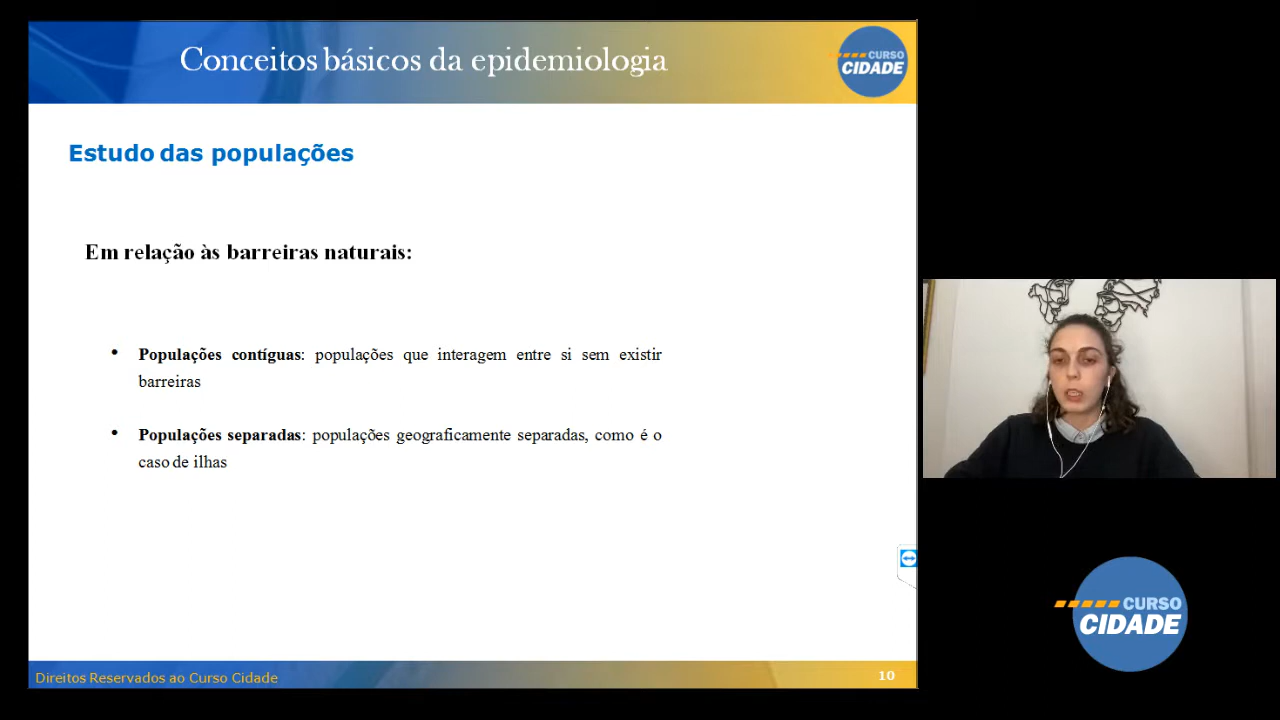 Conceitos básicos da epidemiologia
CURSO
CIDADE
Estudo das populações
Em relação às barreiras naturais:
• Populações contíguas: populações que interagem entre si sem existir
barreiras
• Populações separadas: populações geograficamente separadas, como é o
caso de ilhas
CURSO
CIDADE
Direitos Reservados ao Curso Cidade
10